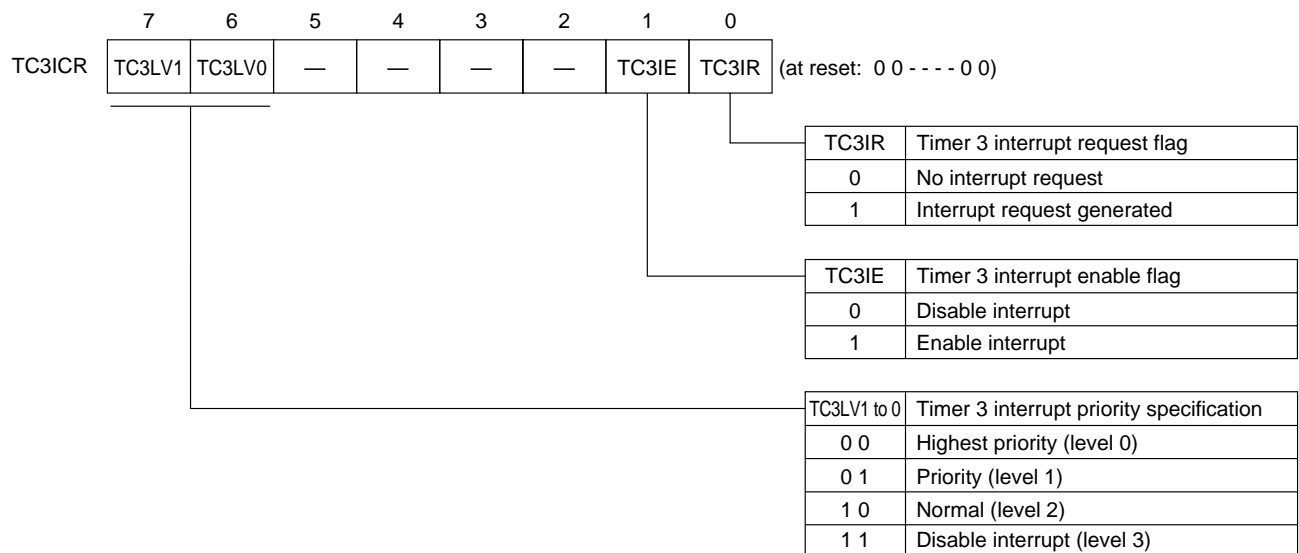 7 6 5 4 3 2 1 0
TC3ICR TC3LV1 TC3LV0 — — — — TC3IE TC3IR (at reset: 0 0 - - - - 0 0)
TC3IR Timer 3 interrupt request flag
0 No interrupt request
1 Interrupt request generated
TC3IE Timer 3 interrupt enable flag
0 Disable interrupt
1 Enable interrupt
TC3LV1 to 0 Timer 3 interrupt priority specification
0 0 Highest priority (level 0)
0 1 Priority (level 1)
1 0 Normal (level 2)
1 1 Disable interrupt (level 3)